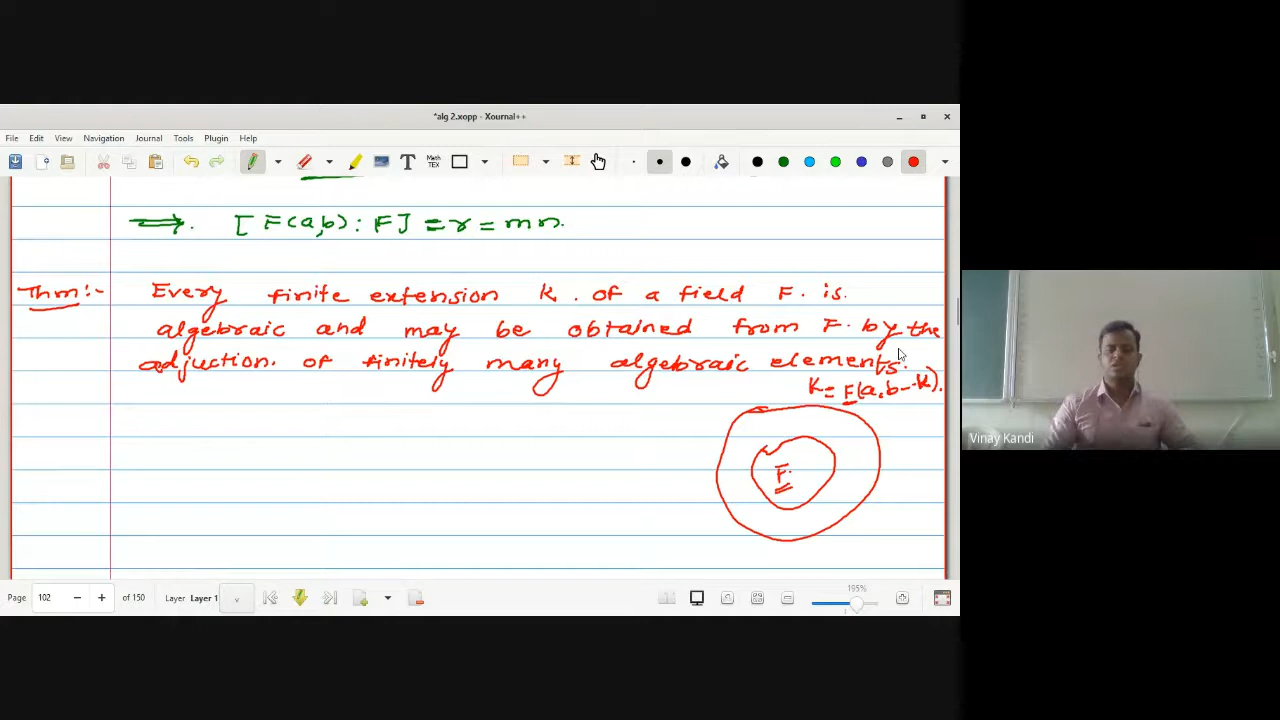 *alg 2.xopp - Xournal++
File Edit View Navigation Journal Tools Plugin Help
[F(a,b) : F] = r = mn.
Thm:- Every finite extension K. of a field F. is.
algebraic and may be obtained from F. by the
adjuction. of finitely many algebraic elements.
K = F(a,b--k).
F.
Vinay Kandi
Page 102 of 150 Layer Layer 1 195%